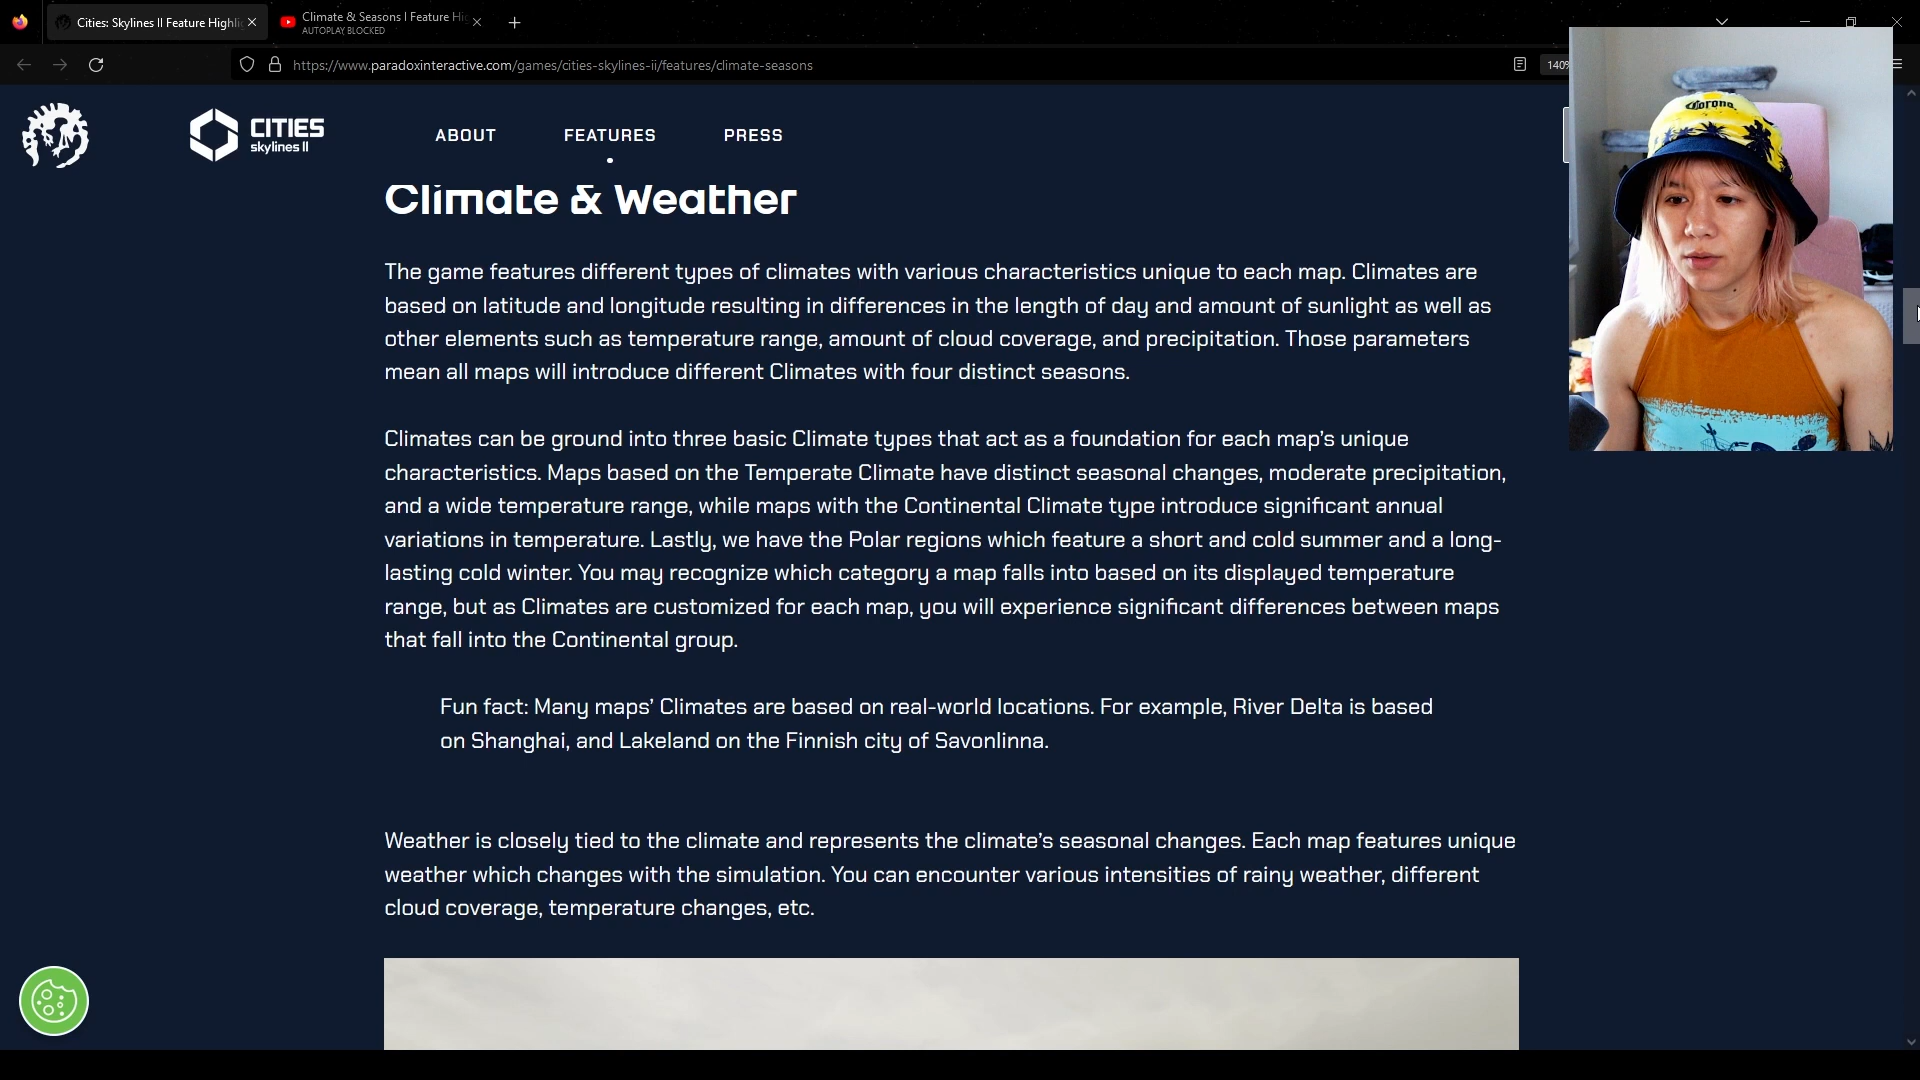 Cities: Skylines II Feature Highli
Climate & Seasons I Feature Hi
AUTOPLAY BLOCKED
https://www.paradoxinteractive.com/games/cities-skylines-ii/features/climate-seasons
140%
CITIES
skylines II
ABOUT
FEATURES
PRESS
Corona
Climate & Weather
The game features different types of climates with various characteristics unique to each map. Climates are
based on latitude and longitude resulting in differences in the length of day and amount of sunlight as well as
other elements such as temperature range, amount of cloud coverage, and precipitation. Those parameters
mean all maps will introduce different Climates with four distinct seasons.
Climates can be ground into three basic Climate types that act as a foundation for each map's unique
characteristics. Maps based on the Temperate Climate have distinct seasonal changes, moderate precipitation,
and a wide temperature range, while maps with the Continental Climate type introduce significant annual
variations in temperature. Lastly, we have the Polar regions which feature a short and cold summer and a long-
lasting cold winter. You may recognize which category a map falls into based on its displayed temperature
range, but as Climates are customized for each map, you will experience significant differences between maps
that fall into the Continental group.
Fun fact: Many maps' Climates are based on real-world locations. For example, River Delta is based
on Shanghai, and Lakeland on the Finnish city of Savonlinna.
Weather is closely tied to the climate and represents the climate's seasonal changes. Each map features unique
weather which changes with the simulation. You can encounter various intensities of rainy weather, different
cloud coverage, temperature changes, etc.